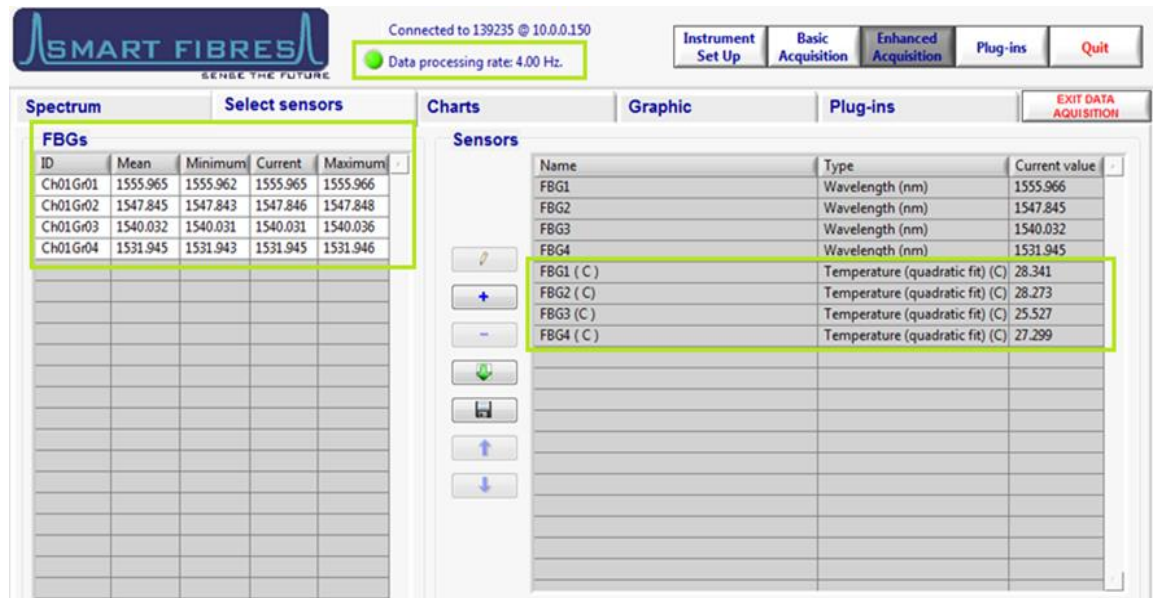 SMART FIBRES
SENSE THE FUTURE
Connected to 139235 @ 10.0.0.150
Data processing rate: 4.00 Hz.
Instrument Set Up
Basic Acquisition
Enhanced Acquisition
Plug-ins
Quit
Spectrum Select sensors Charts Graphic Plug-ins EXIT DATA AQUISITION
FBGs
ID Mean Minimum Current Maximum
Ch01Gr01 1555.965 1555.962 1555.965 1555.966
Ch01Gr02 1547.845 1547.843 1547.846 1547.848
Ch01Gr03 1540.032 1540.031 1540.031 1540.036
Ch01Gr04 1531.945 1531.943 1531.945 1531.946
Sensors
Name Type Current value
FBG1 Wavelength (nm) 1555.966
FBG2 Wavelength (nm) 1547.845
FBG3 Wavelength (nm) 1540.032
FBG4 Wavelength (nm) 1531.945
FBG1 ( C ) Temperature (quadratic fit) (C) 28.341
FBG2 ( C) Temperature (quadratic fit) (C) 28.273
FBG3 (C ) Temperature (quadratic fit) (C) 25.527
FBG4 ( C ) Temperature (quadratic fit) (C) 27.299